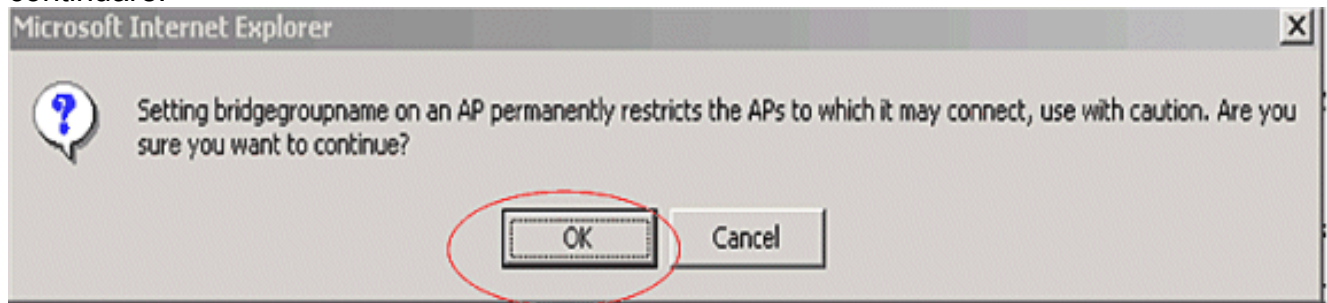 continuare.
Microsoft Internet Explorer
Setting bridgegroupname on an AP permanently restricts the APs to which it may connect, use with caution. Are you
sure you want to continue?
OK
Cancel